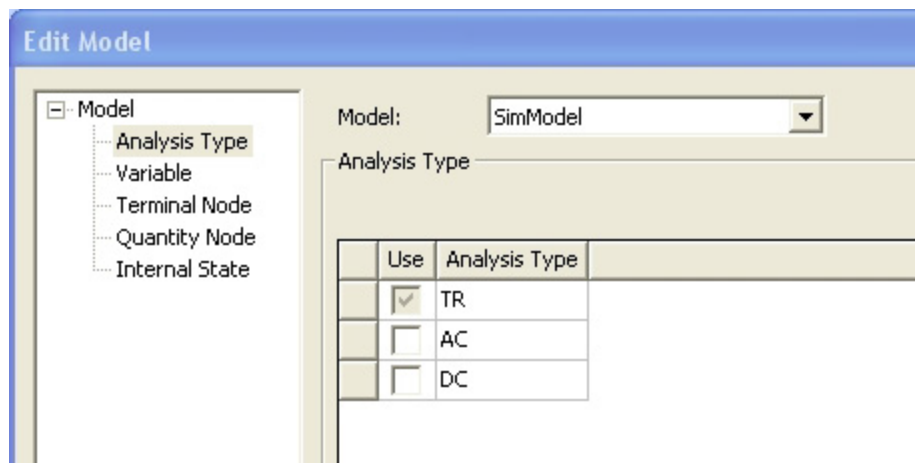 Edit Model
Model
Analysis Type
Variable
Terminal Node
Quantity Node
Internal State
Model: SimModel
Analysis Type
Use Analysis Type
TR
AC
DC